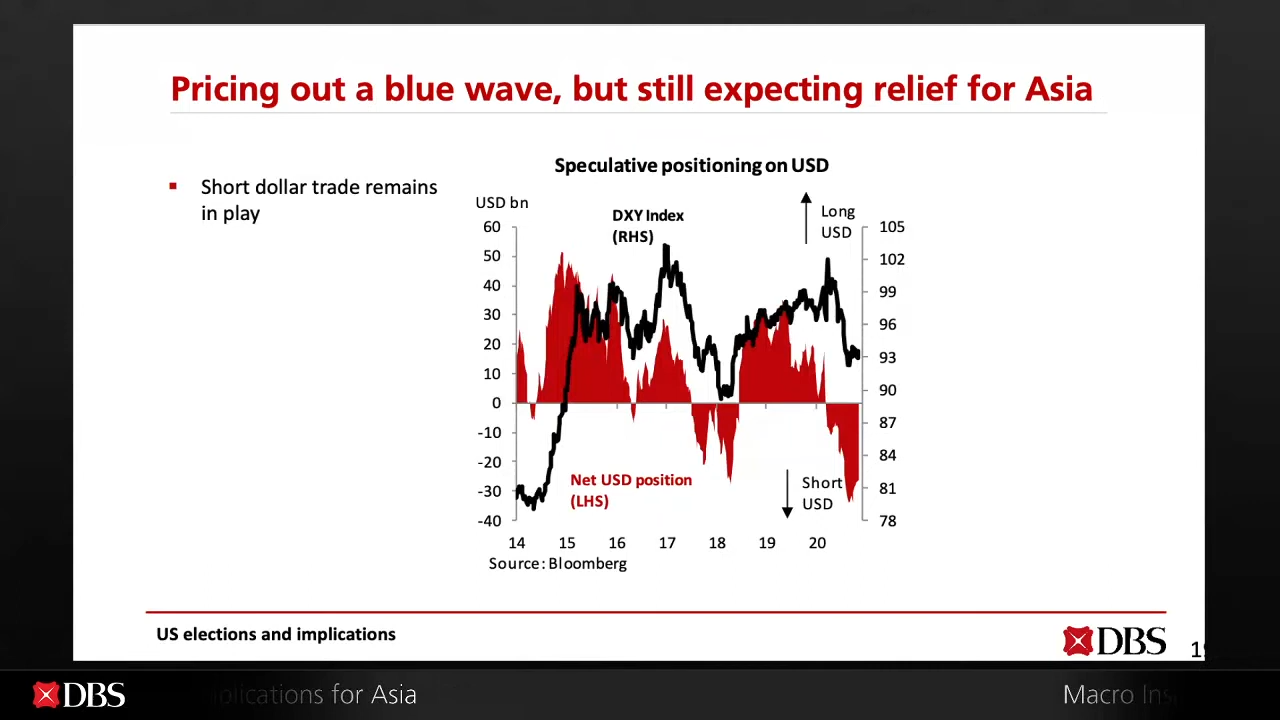 Pricing out a blue wave, but still expecting relief for Asia
▪ Short dollar trade remains
in play
Speculative positioning on USD
USD bn
DXY Index
(RHS)
Long
USD
60
50
40
30
20
10
0
-10
-20
-30
-40
105
102
99
96
93
90
87
84
81
78
Net USD position
(LHS)
Short
USD
14 15 16 17 18 19 20
Source: Bloomberg
US elections and implications
DBS
DBS
for Asia
Macro